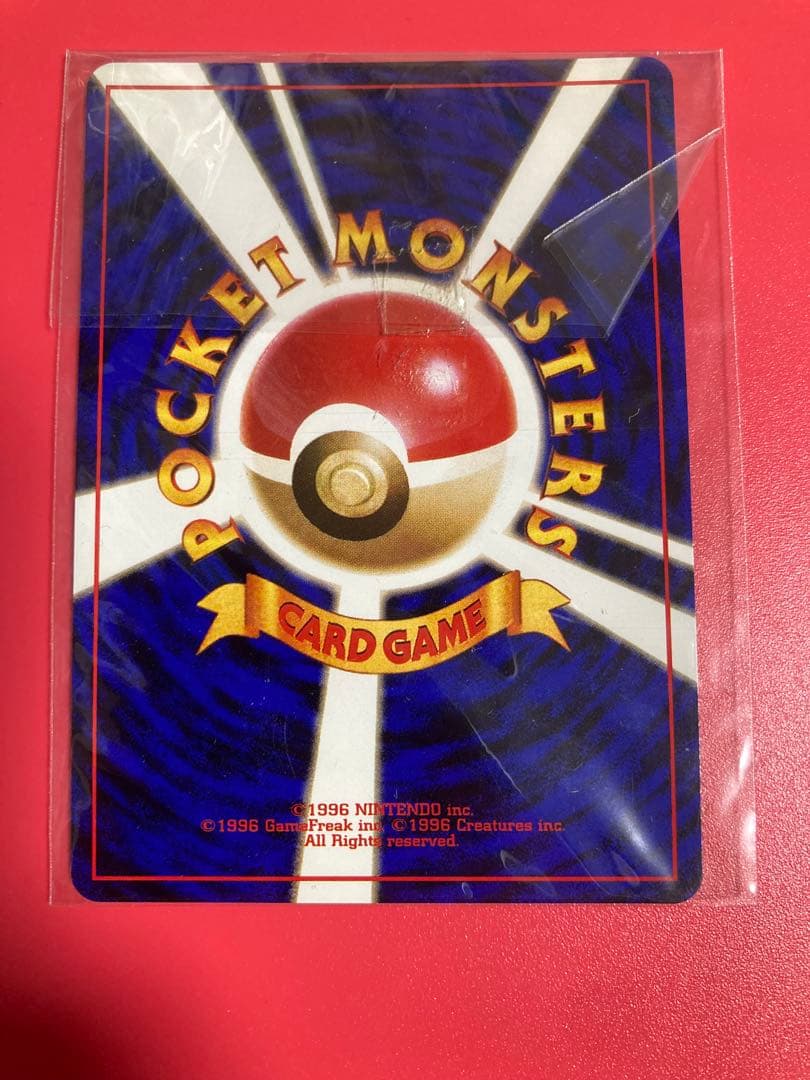 POCKET MONSTERS
CARD GAME
©1996 NINTENDO inc.
©1996 GameFreak inc. ©1996 Creatures inc.
All Rights reserved.